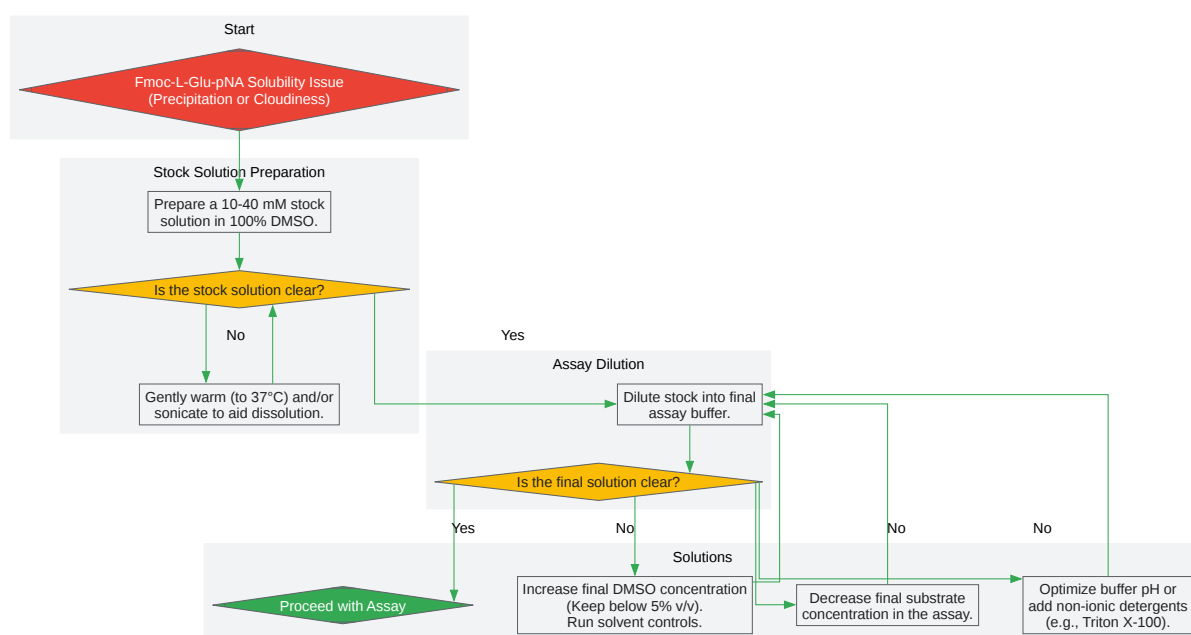 Start
Fmoc-L-Glu-pNA Solubility Issue
(Precipitation or Cloudiness)
Stock Solution Preparation
Prepare a 10-40 mM stock
solution in 100% DMSO.
Is the stock solution clear?
No
Yes
Gently warm (to 37°C) and/or
sonicate to aid dissolution.
Assay Dilution
Dilute stock into final
assay buffer.
Is the final solution clear?
Yes
No
No
No
Solutions
Proceed with Assay
Increase final DMSO concentration
(Keep below 5% v/v).
Run solvent controls.
Decrease final substrate
concentration in the assay.
Optimize buffer pH or
add non-ionic detergents
(e.g., Triton X-100).